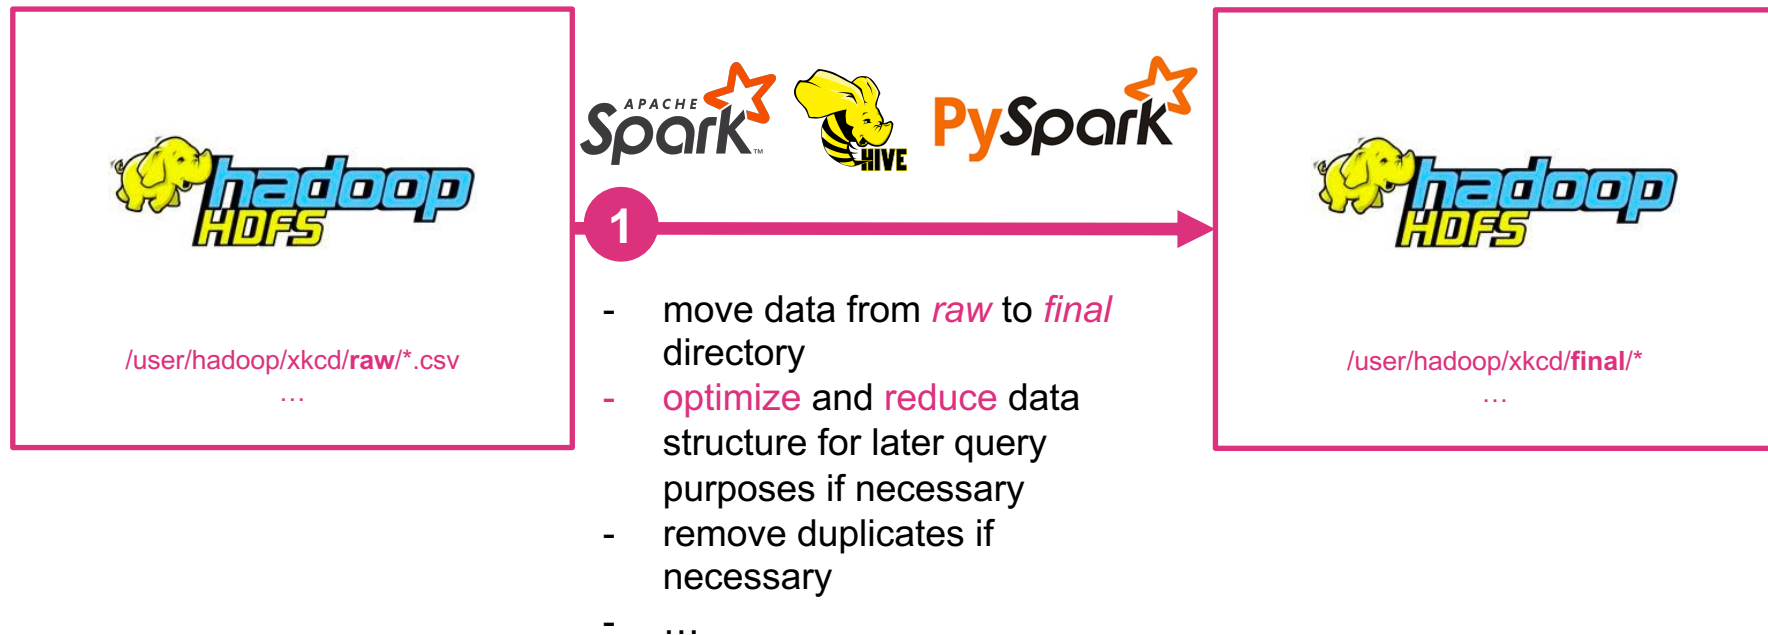 hadoop
HDFS
/user/hadoop/xkcd/raw/*.csv
...
APACHE
Spark™
HIVE
PySpark
1
- move data from raw to final
directory
- optimize and reduce data
structure for later query
purposes if necessary
- remove duplicates if
necessary
- ...
hadoop
HDFS
/user/hadoop/xkcd/final/*
...